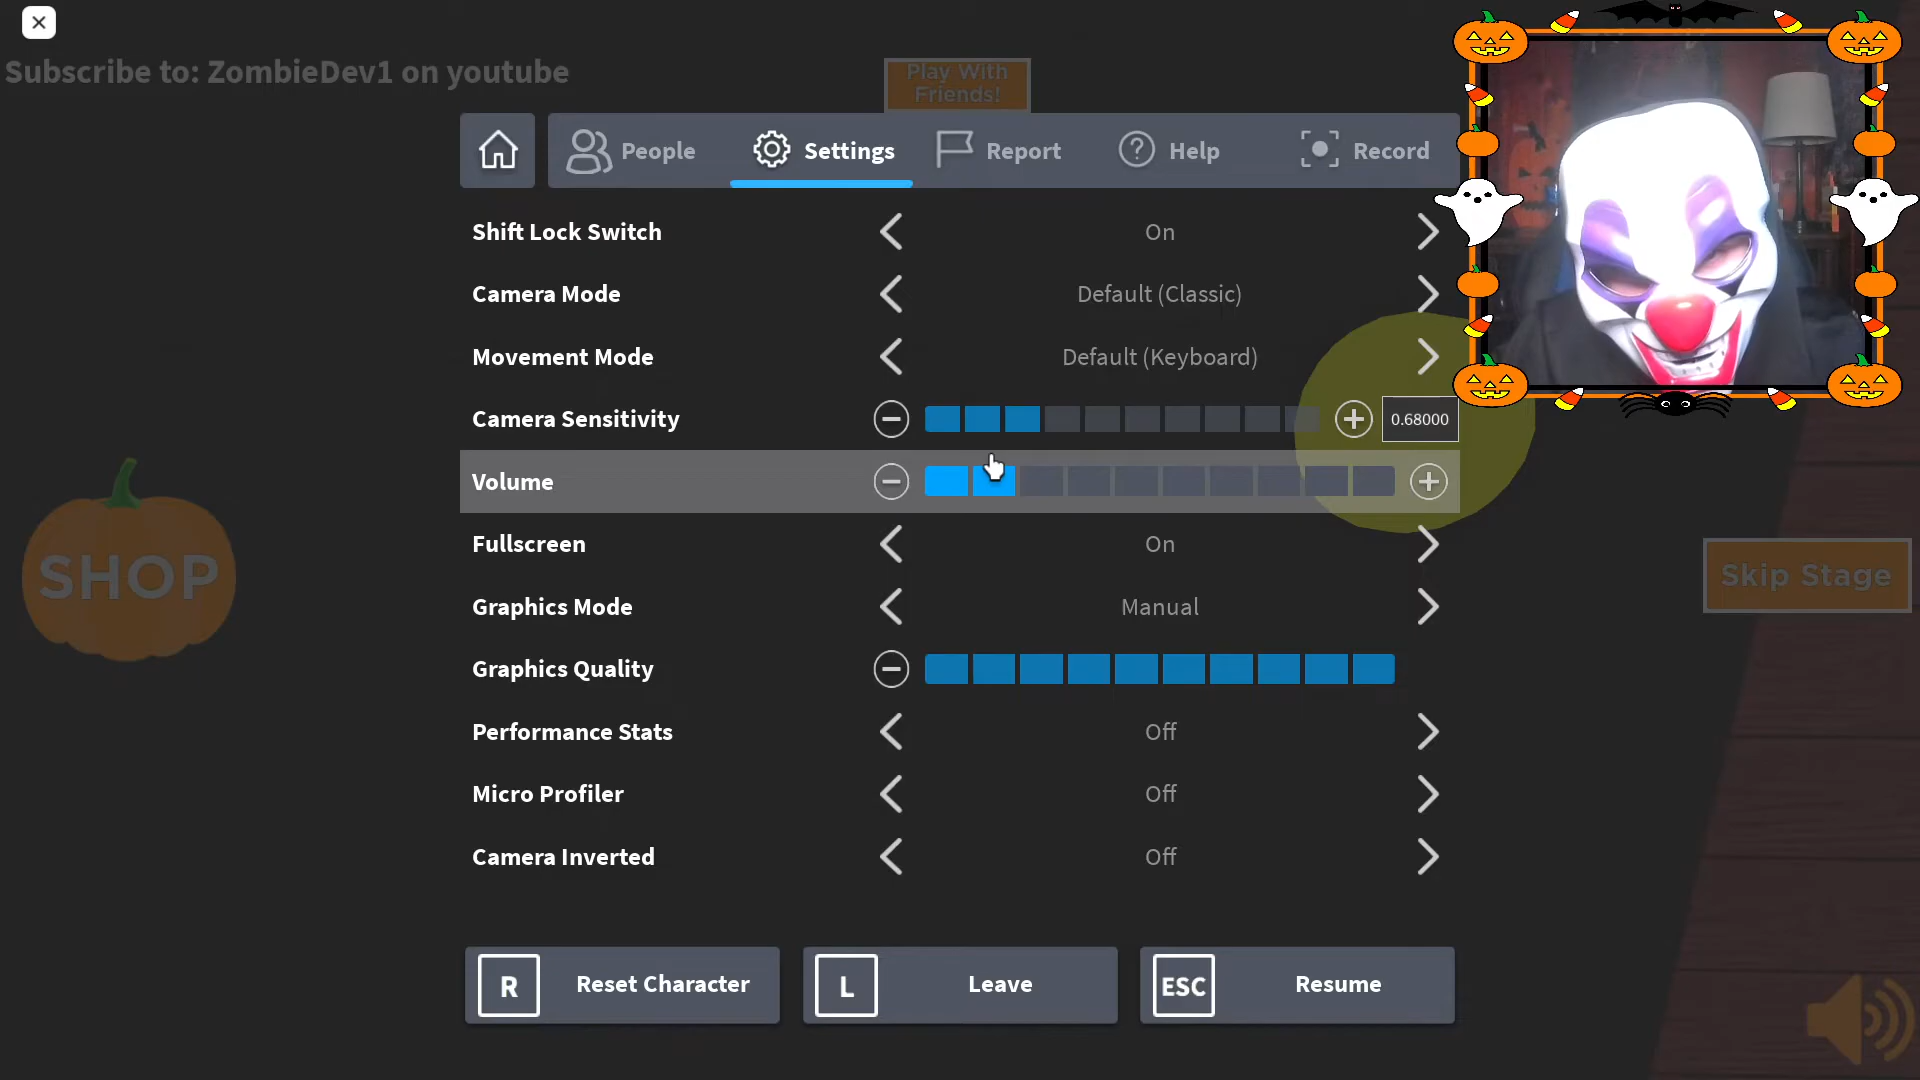 Subscribe to: ZombieDev1 on youtube
Play With
Friends!
People
Settings
Report
Help
Record
Shift Lock Switch
On
Camera Mode
Default (Classic)
Movement Mode
Default (Keyboard)
Camera Sensitivity
0.68000
Volume
Fullscreen
On
Graphics Mode
Manual
Graphics Quality
Performance Stats
Off
Micro Profiler
Off
Camera Inverted
Off
SHOP
Skip Stage
R Reset Character
L Leave
ESC Resume